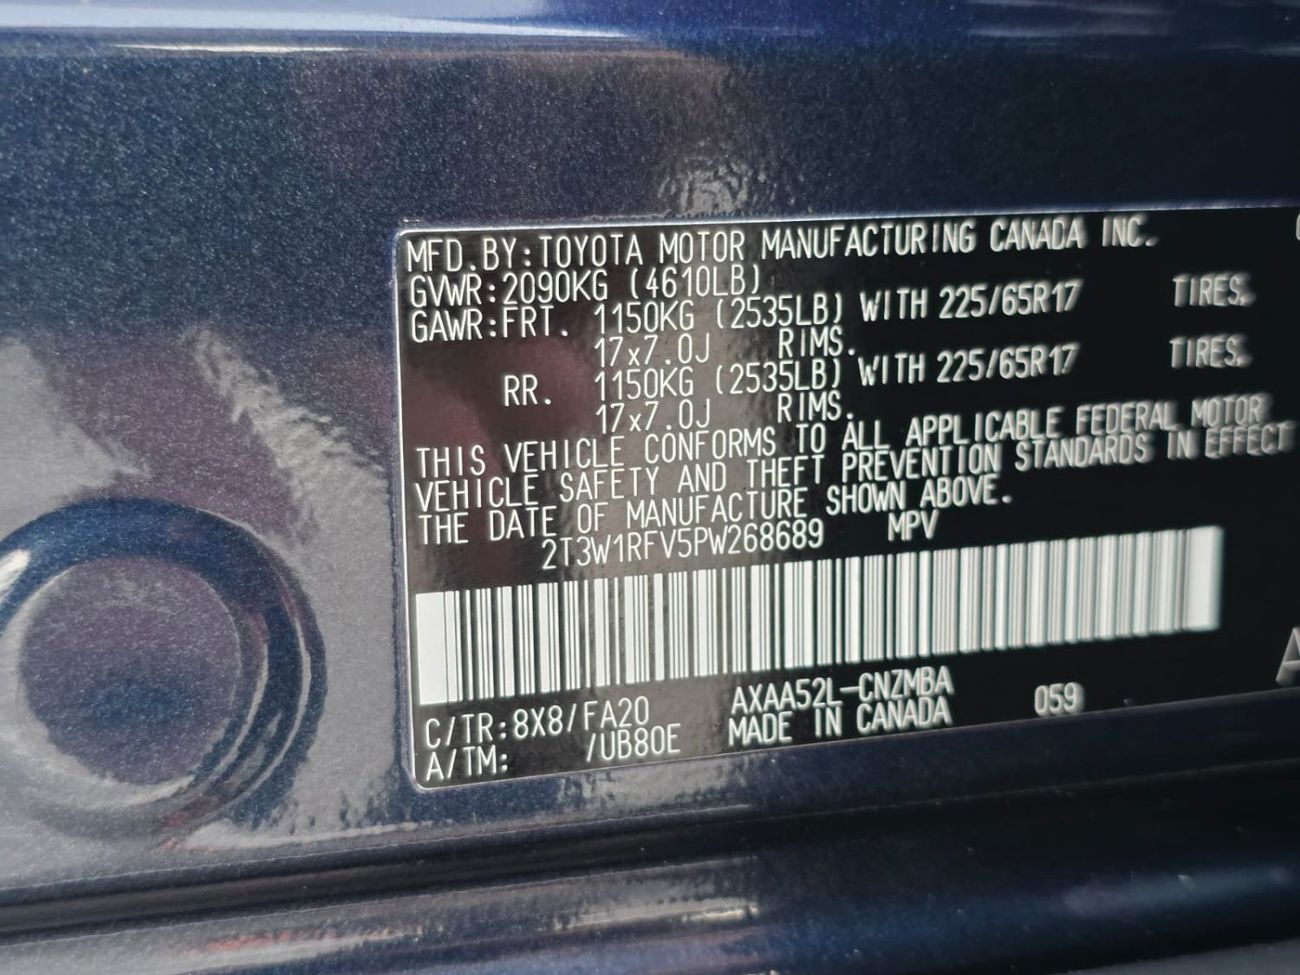 MFD.BY:TOYOTA MOTOR MANUFACTURING CANADA INC.
GVWR:2090KG (4610LB)
GAWR:FRT. 1150KG (2535LB) WITH 225/65R17 TIRES,
17x7.0J RIMS.
RR. 1150KG (2535LB) WITH 225/65R17 TIRES,
17x7.0J RIMS.
THIS VEHICLE CONFORMS TO ALL APPLICABLE FEDERAL MOTOR
VEHICLE SAFETY AND THEFT PREVENTION STANDARDS IN EFFECT
THE DATE OF MANUFACTURE SHOWN ABOVE.
2T3W1RFV5PW268689 MPV
C/TR:8X8/FA20 AXAA52L-CNZMBA 059
A/TM: /UB80E MADE IN CANADA